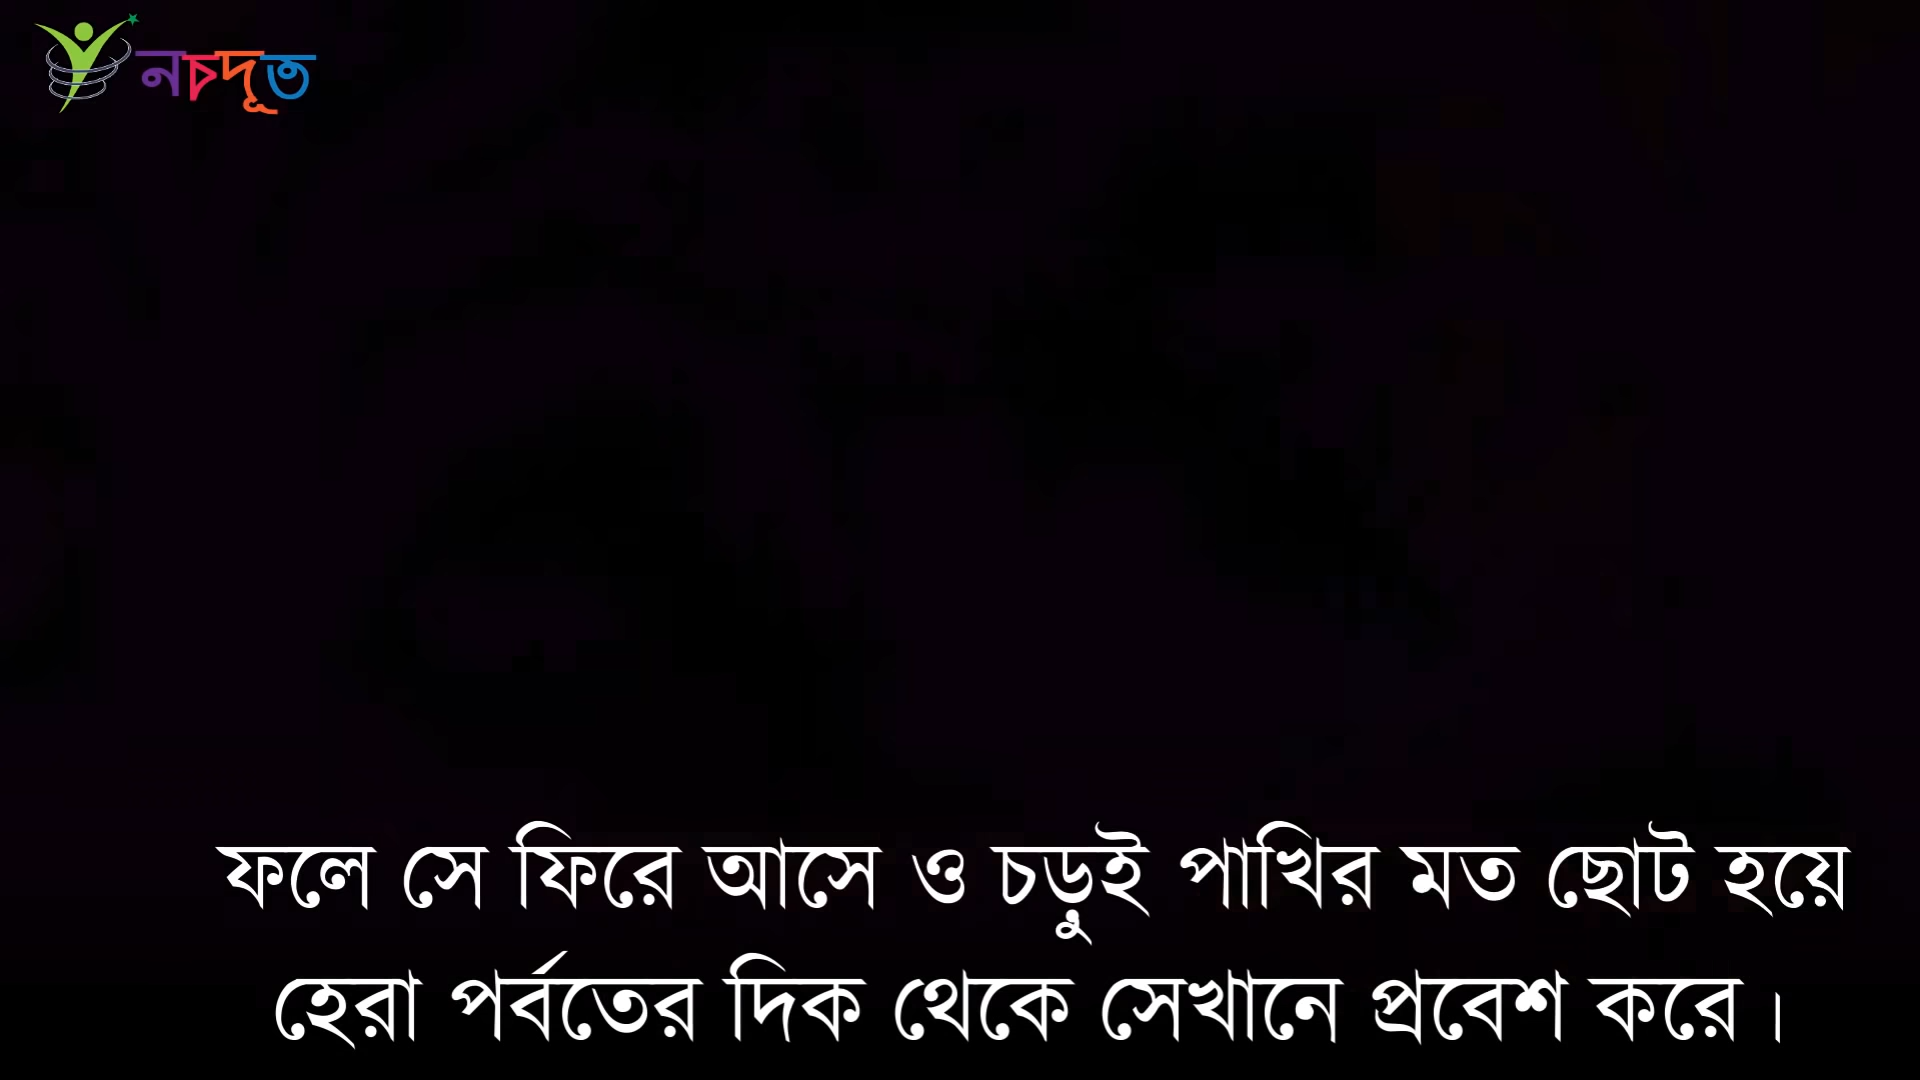 নচদূত
ফলে সে ফিরে আসে ও চড়ুই পাখির মত ছোট হয়ে
হেরা পর্বতের দিক থেকে সেখানে প্রবেশ করে।